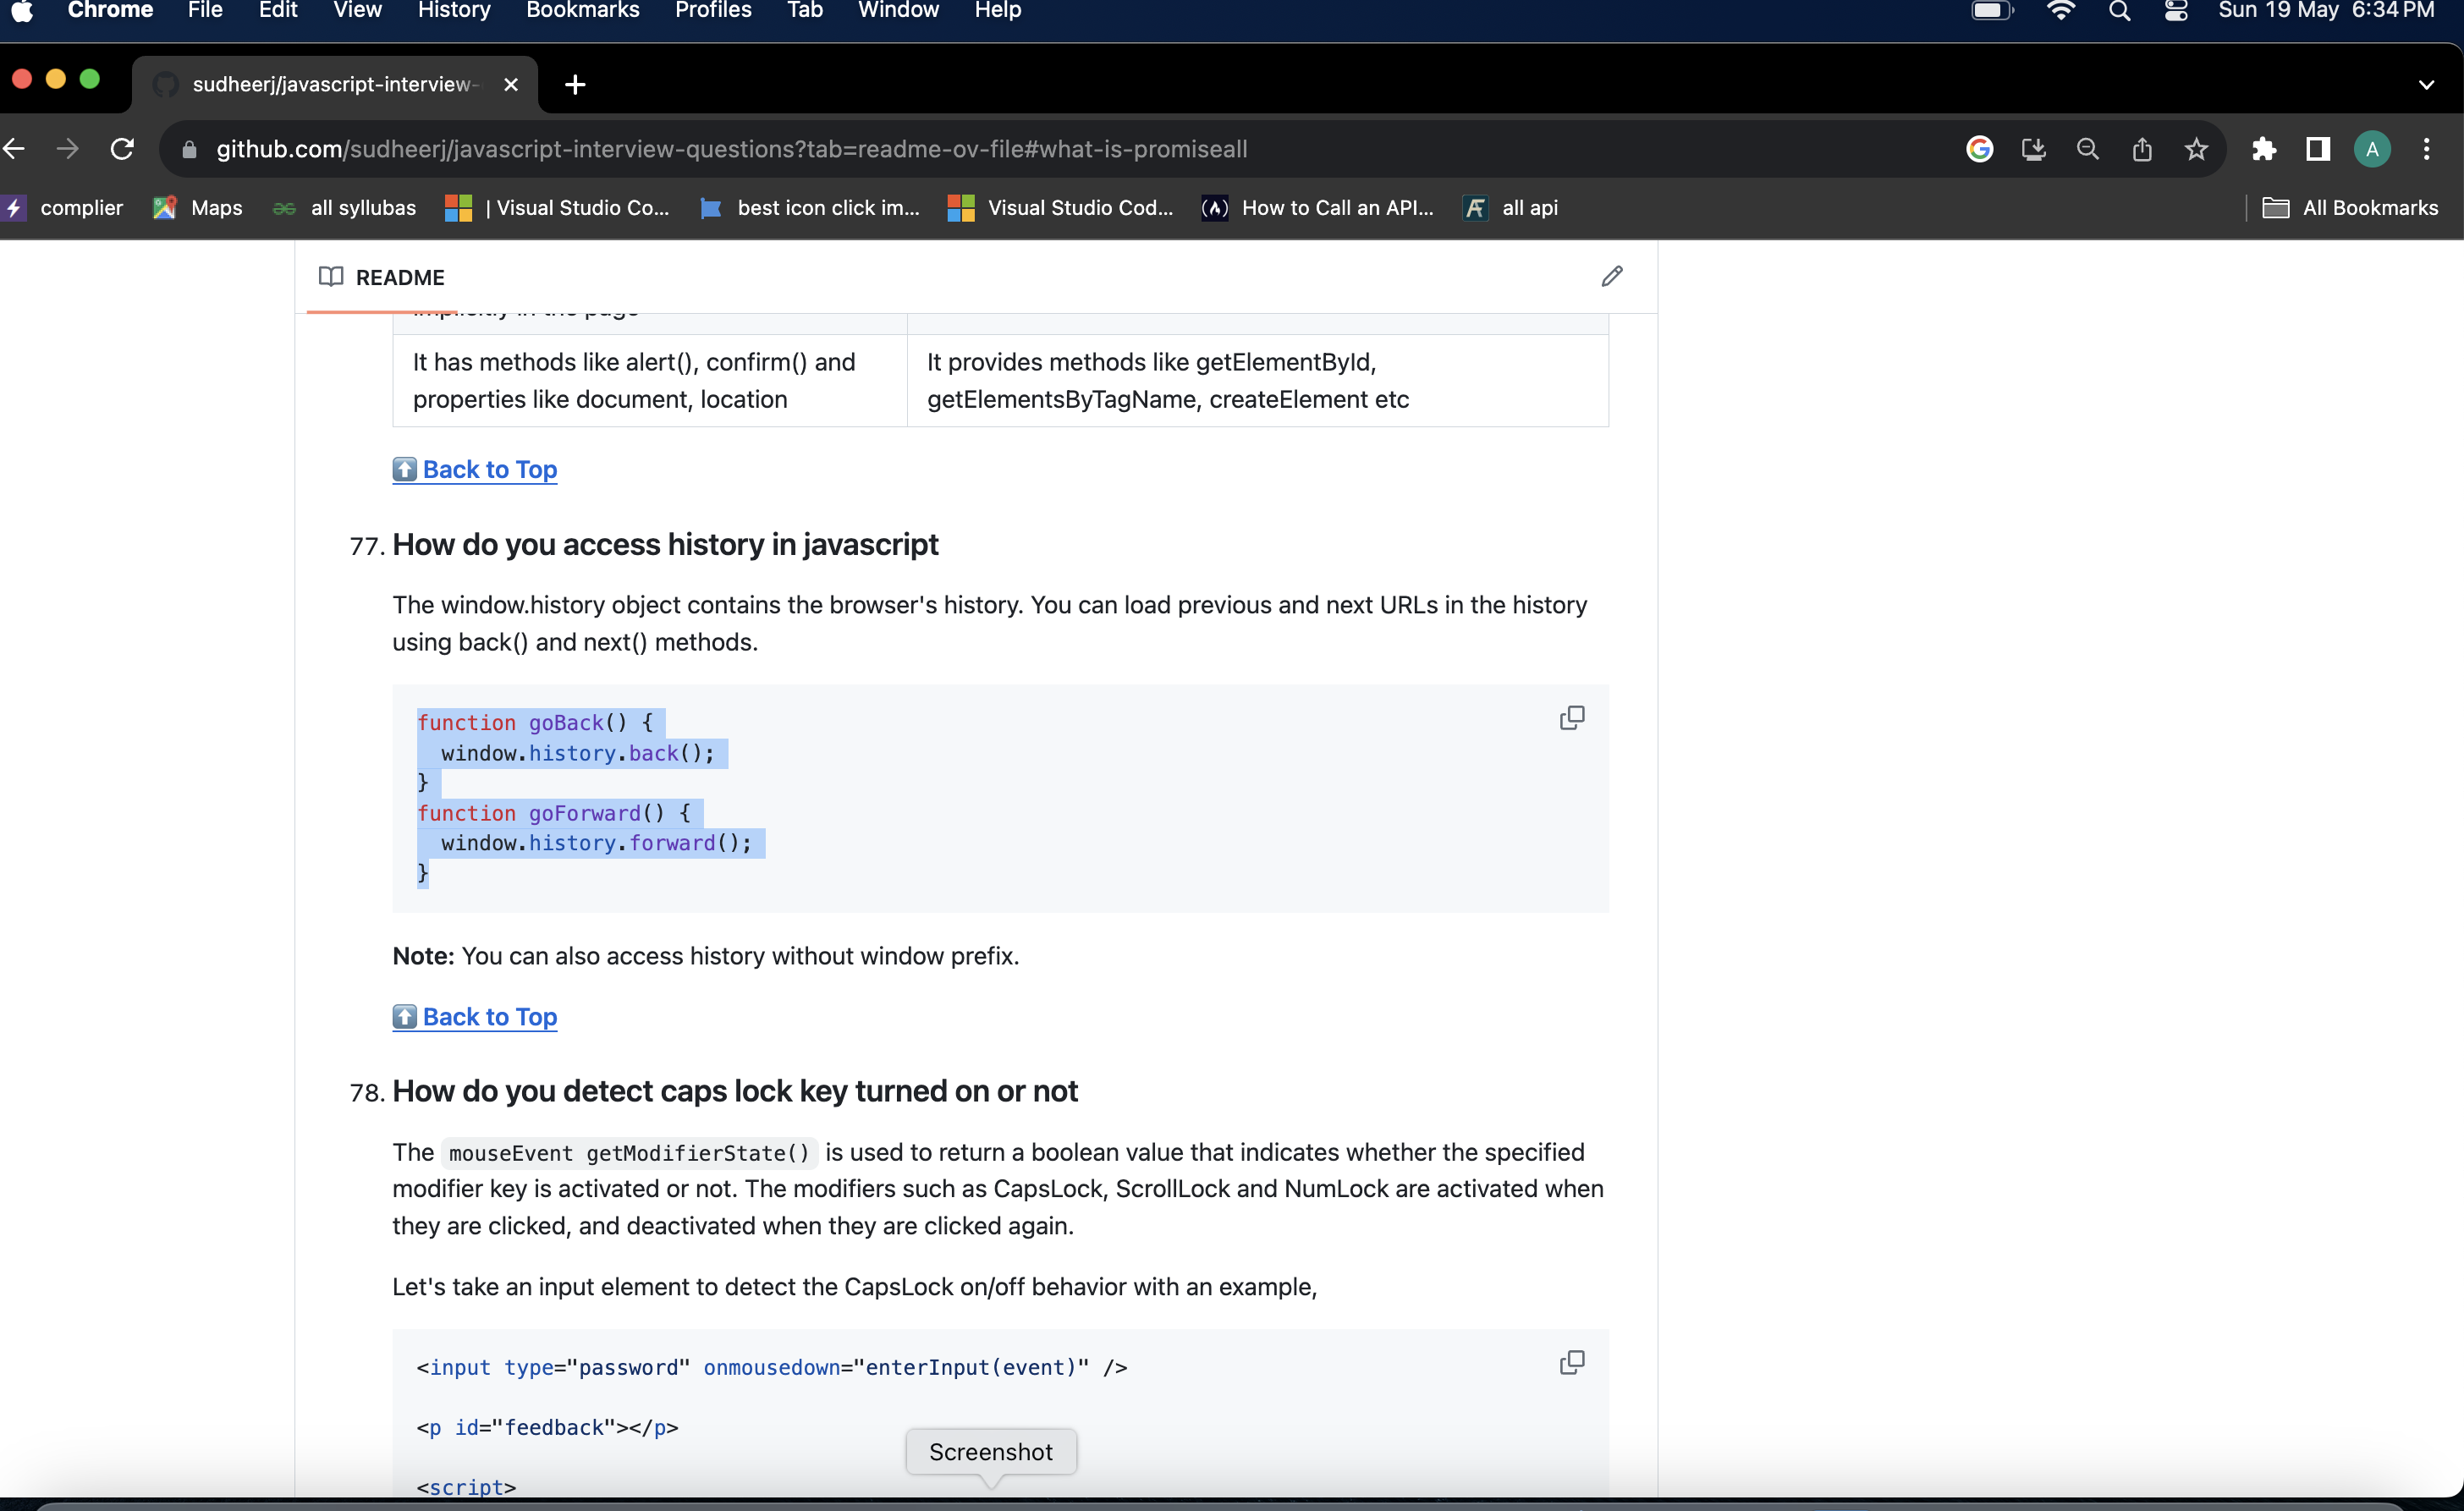 Chrome File Edit View History Bookmarks Profiles Tab Window Help Sun 19 May 6:34 PM
sudheerj/javascript-interview-
github.com/sudheerj/javascript-interview-questions?tab=readme-ov-file#what-is-promiseall A
complier Maps all syllubas | Visual Studio Co... best icon click im... Visual Studio Cod... How to Call an API... all api All Bookmarks
README
implicitly in the page
It has methods like alert(), confirm() and
properties like document, location
It provides methods like getElementById,
getElementsByTagName, createElement etc
Back to Top
77. How do you access history in javascript
The window.history object contains the browser's history. You can load previous and next URLs in the history
using back() and next() methods.
function goBack() {
window.history.back();
}
function goForward() {
window.history.forward();
}
Note: You can also access history without window prefix.
Back to Top
78. How do you detect caps lock key turned on or not
The mouseEvent getModifierState() is used to return a boolean value that indicates whether the specified
modifier key is activated or not. The modifiers such as CapsLock, ScrollLock and NumLock are activated when
they are clicked, and deactivated when they are clicked again.
Let's take an input element to detect the CapsLock on/off behavior with an example,
<input type="password" onmousedown="enterInput(event)" />
<p id="feedback"></p>
<script>
Screenshot